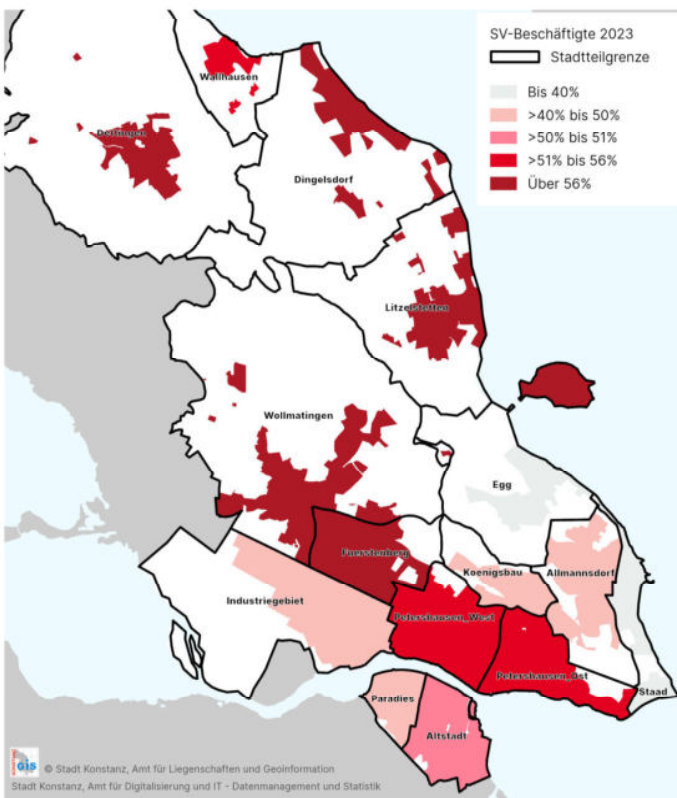 SV-Beschäftigte 2023
Stadtteilgrenze
Bis 40%
>40% bis 50%
>50% bis 51%
>51% bis 56%
Über 56%
Wallhausen
Dettingen
Dingelsdorf
Litzelstetten
Wollmatingen
Egg
Fuerstenberg
Koenigsbau
Allmannsdorf
Industriegebiet
Petershausen_West
Petershausen_Ost
Staad
Paradies
Altstadt
GIS
© Stadt Konstanz, Amt für Liegenschaften und Geoinformation
Stadt Konstanz, Amt für Digitalisierung und IT - Datenmanagement und Statistik